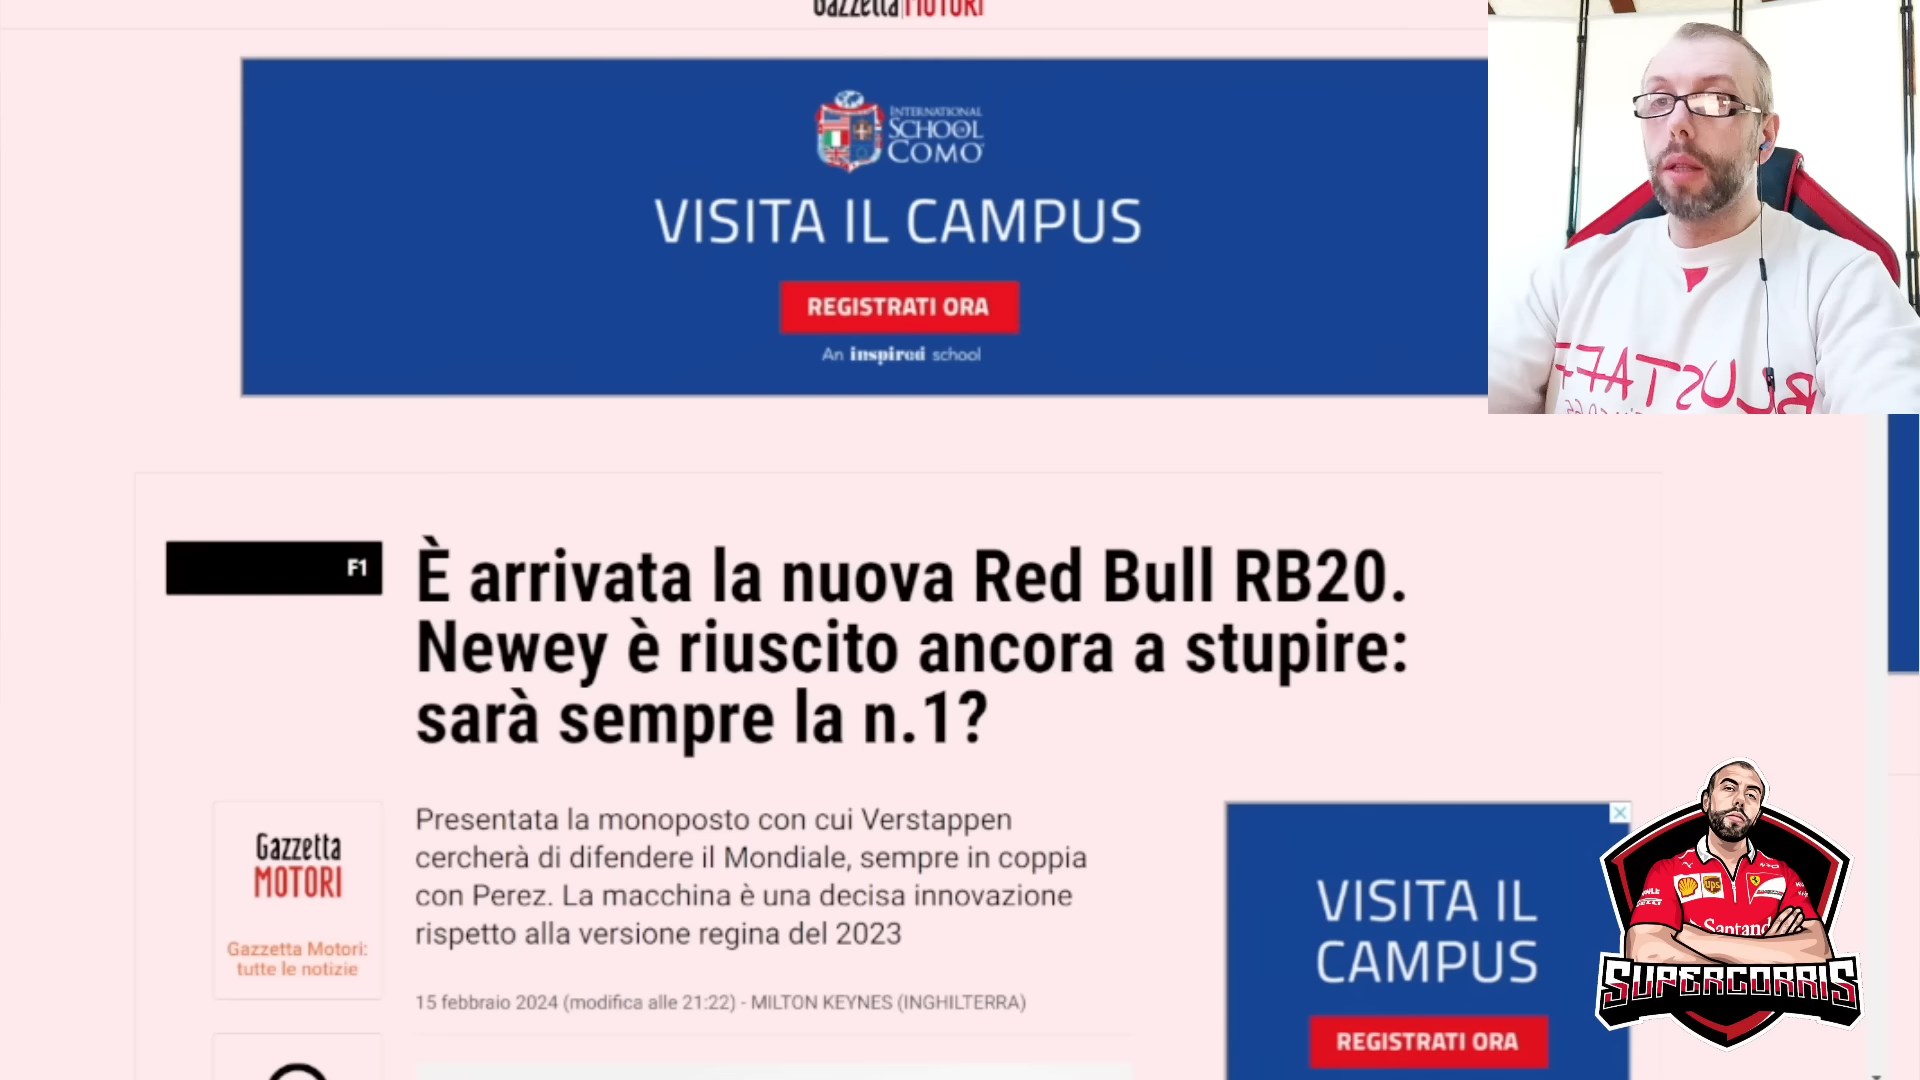 Gazzetta MOTORI
INTERNATIONAL
SCHOOL OF
COMO
VISITA IL CAMPUS
REGISTRATI ORA
An inspired school
BLUSTAFF
F1
È arrivata la nuova Red Bull RB20.
Newey è riuscito ancora a stupire:
sarà sempre la n.1?
Gazzetta
MOTORI
Gazzetta Motori:
tutte le notizie
Presentata la monoposto con cui Verstappen
cercherà di difendere il Mondiale, sempre in coppia
con Perez. La macchina è una decisa innovazione
rispetto alla versione regina del 2023
15 febbraio 2024 (modifica alle 21:22) - MILTON KEYNES (INGHILTERRA)
VISITA IL
CAMPUS
REGISTRATI ORA
ups
Santand
SUPERCORRIS